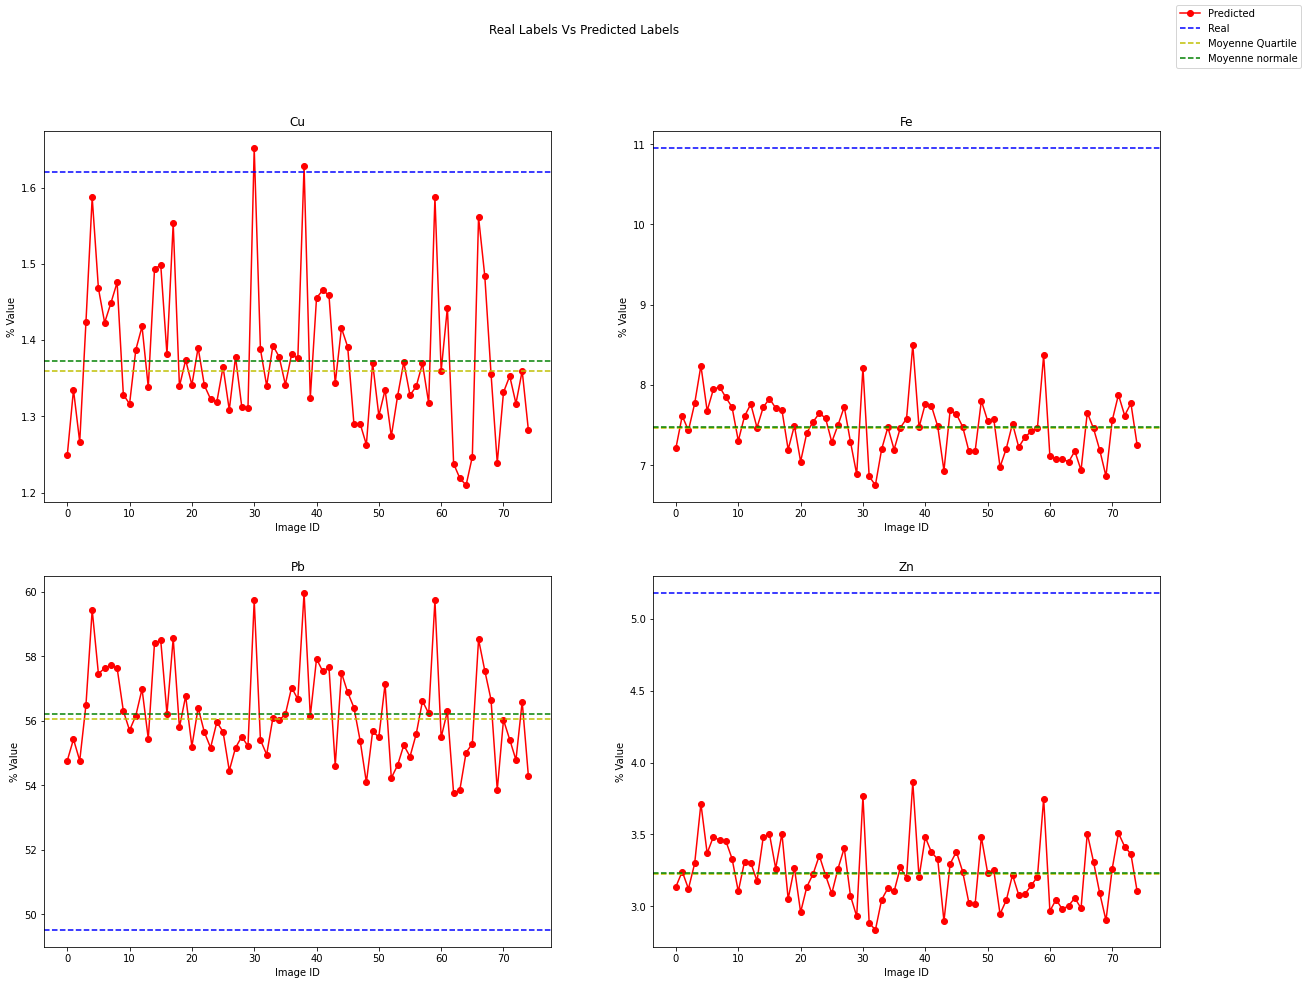 Real Labels Vs Predicted Labels
Predicted
Real
Moyenne Quartile
Moyenne normale
Cu
% Value
1.6
1.5
1.4
1.3
1.2
0 10 20 30 40 50 60 70
Image ID
Fe
% Value
11
10
9
8
7
0 10 20 30 40 50 60 70
Image ID
Pb
% Value
60
58
56
54
52
50
0 10 20 30 40 50 60 70
Image ID
Zn
% Value
5.0
4.5
4.0
3.5
3.0
0 10 20 30 40 50 60 70
Image ID